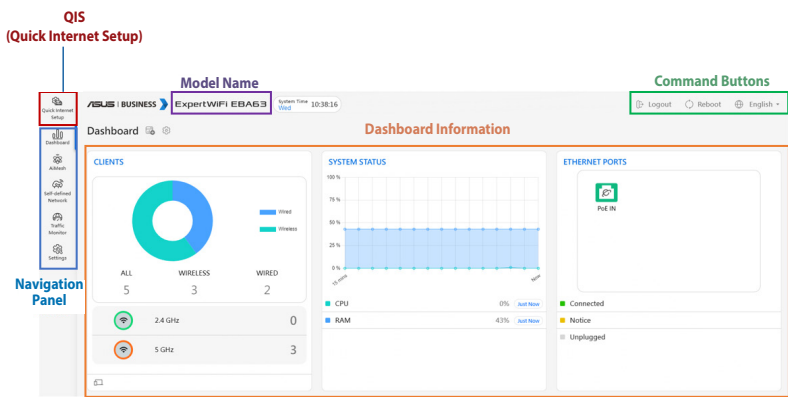 QIS
(Quick Internet Setup)
Model Name
Command Buttons
Quick Internet
Setup
ASUS BUSINESS
ExpertWiFi EBA63
System Time
Wed
10:38:16
Logout
Reboot
English
Dashboard
Dashboard Information
Dashboard
AiMesh
Self-defined
Network
Traffic
Monitor
Settings
Navigation
Panel
CLIENTS
Wired
Wireless
ALL WIRELESS WIRED
5 3 2
2.4 GHz 0
5 GHz 3
SYSTEM STATUS
100 %
75 %
50 %
25 %
0 %
15 mins
Now
CPU 0% Just Now
RAM 43% Just Now
ETHERNET PORTS
PoE IN
Connected
Notice
Unplugged